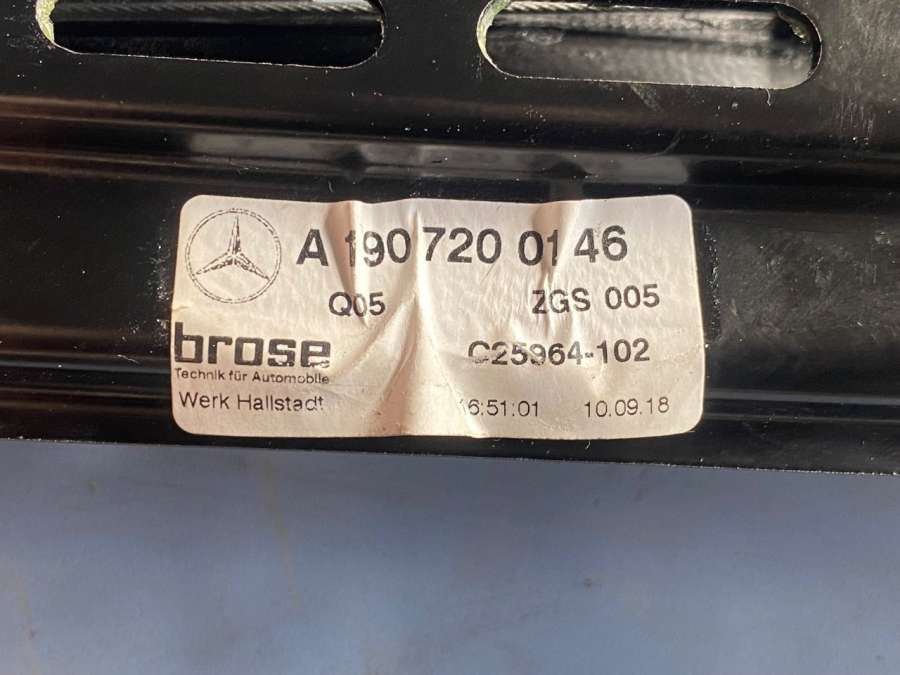 A 190 720 01 46
Q05 ZGS 005
brose C25964-102
Technik für Automobile
Werk Hallstadt 16:51:01 10.09.18